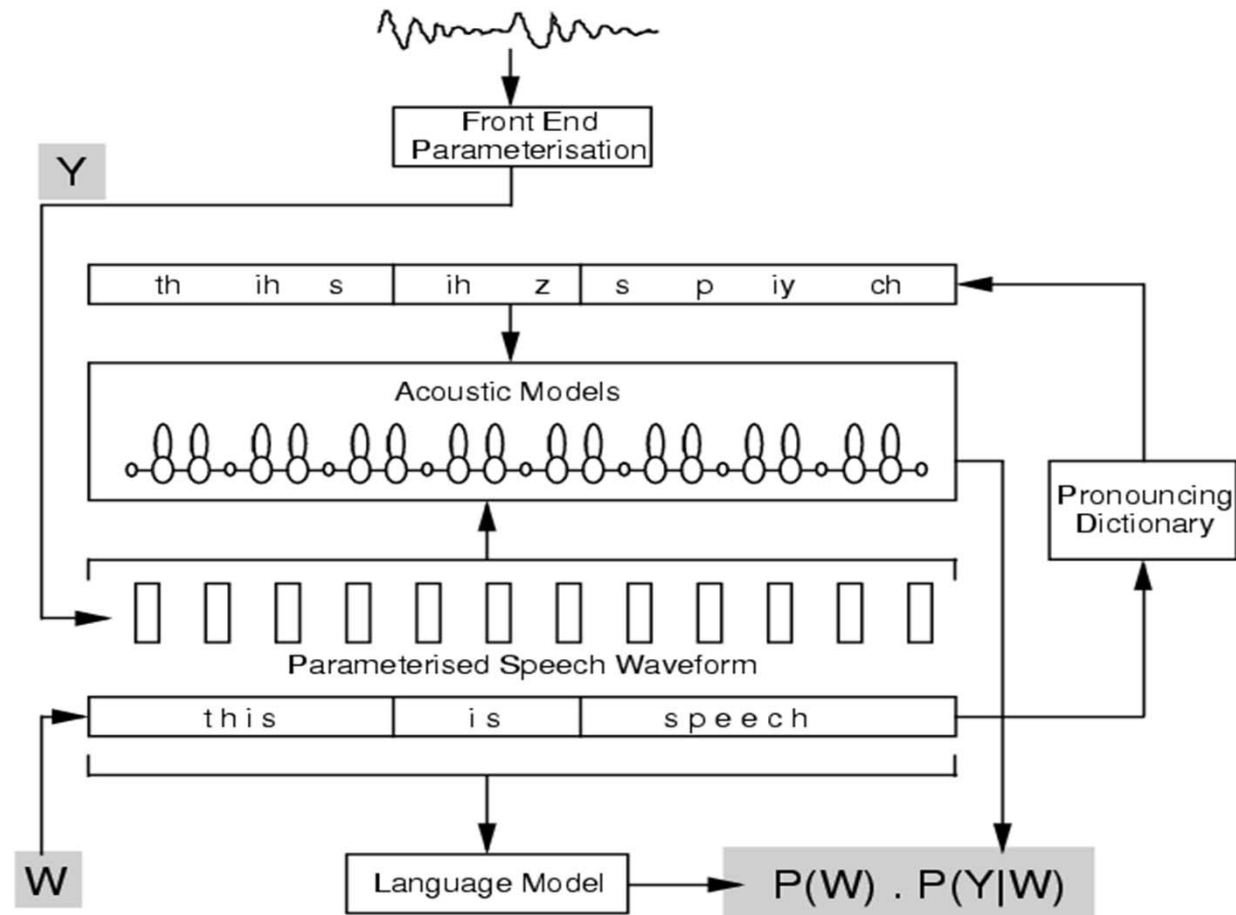 Front End
Parameterisation
Y
th ih s ih z s p iy ch
Acoustic Models
Pronouncing
Dictionary
Parameterised Speech Waveform
this is speech
W
Language Model
P(W) . P(Y|W)